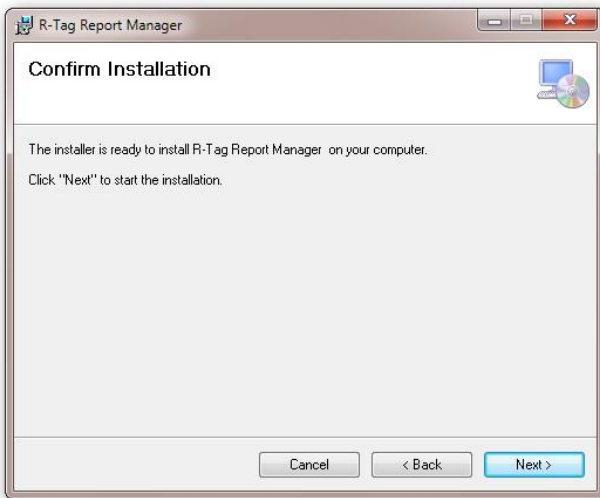 R-Tag Report Manager
Confirm Installation
The installer is ready to install R-Tag Report Manager on your computer.
Click "Next" to start the installation.
Cancel
< Back
Next >